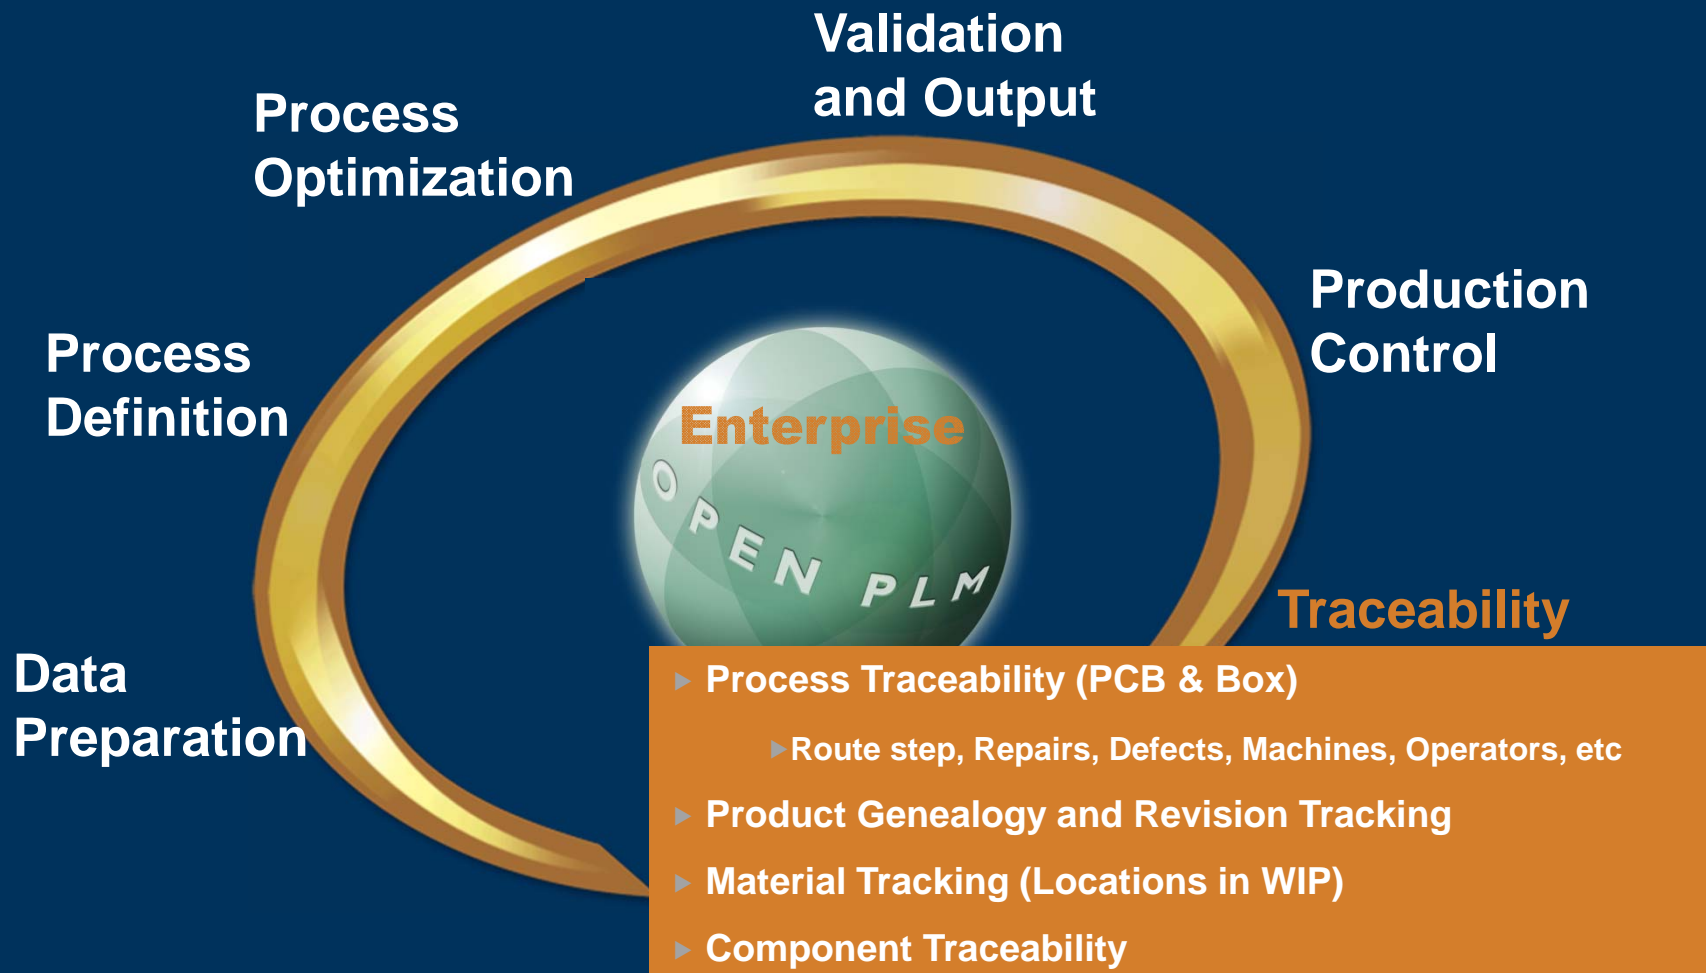 Validation
and Output
Process
Optimization
Production
Control
Process
Definition
Enterprise
OPEN PLM
Traceability
Data
Preparation
Process Traceability (PCB & Box)
Route step, Repairs, Defects, Machines, Operators, etc
Product Genealogy and Revision Tracking
Material Tracking (Locations in WIP)
Component Traceability